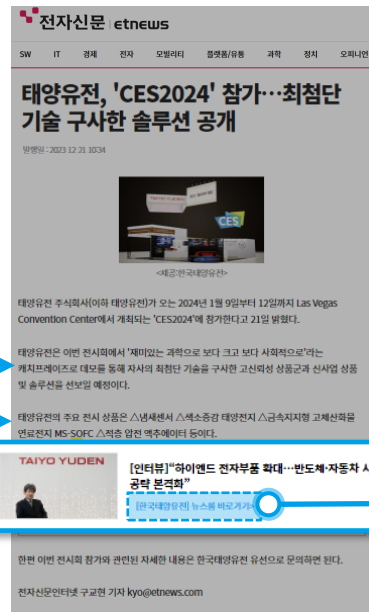 전자신문 | etnews
SW IT 경제 전자 모빌리티 플랫폼/유통 과학 정치 오피니언
태양유전, 'CES2024' 참가…최첨단
기술 구사한 솔루션 공개
발행일 : 2023 12 21 10:34
TAIYO YUDEN
CES
<제공:한국태양유전>
태양유전 주식회사(이하 태양유전)가 오는 2024년 1월 9일부터 12일까지 Las Vegas
Convention Center에서 개최되는 'CES2024'에 참가한다고 21일 밝혔다.
태양유전은 이번 전시회에서 '재미있는 과학으로 보다 크고 보다 사회적으로'라는
캐치프레이즈로 데모를 통해 자사의 최첨단 기술을 구사한 고신뢰성 상품군과 신사업 상품
및 솔루션을 선보일 예정이다.
태양유전의 주요 전시 상품은 △냄새센서 △색소증감 태양전지 △금속지지형 고체산화물
연료전지 MS-SOFC △적층 압전 액추에이터 등이다.
TAIYO YUDEN
[인터뷰]“하이엔드 전자부품 확대…반도체·자동차 시
공략 본격화”
[한국태양유전] 뉴스룸 바로가기
한편 이번 전시회 참가와 관련된 자세한 내용은 한국태양유전 유선으로 문의하면 된다.
전자신문인터넷 구교현 기자 kyo@etnews.com